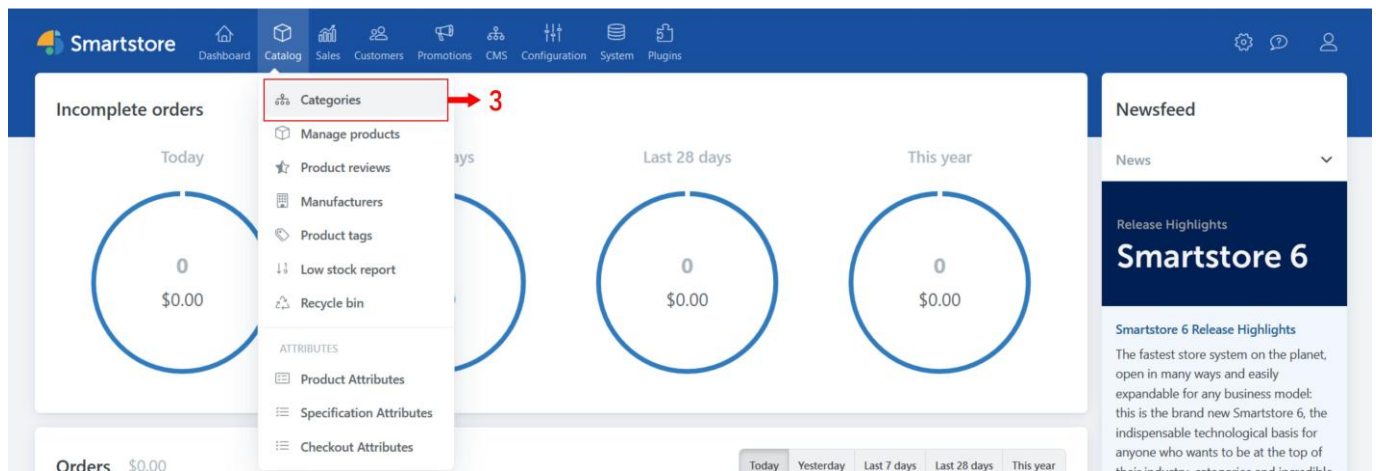 Smartstore
Dashboard
Catalog
Sales
Customers
Promotions
CMS
Configuration
System
Plugins
Incomplete orders
Today
ays
Last 28 days
This year
0
$0.00
0
$0.00
0
$0.00
Categories
3
Manage products
Product reviews
Manufacturers
Product tags
Low stock report
Recycle bin
ATTRIBUTES
Product Attributes
Specification Attributes
Checkout Attributes
Orders $0.00
Today Yesterday Last 7 days Last 28 days This year
Newsfeed
News
Release Highlights
Smartstore 6
Smartstore 6 Release Highlights
The fastest store system on the planet,
open in many ways and easily
expandable for any business model:
this is the brand new Smartstore 6, the
indispensable technological basis for
anyone who wants to be at the top of
their industry, categories and incredible